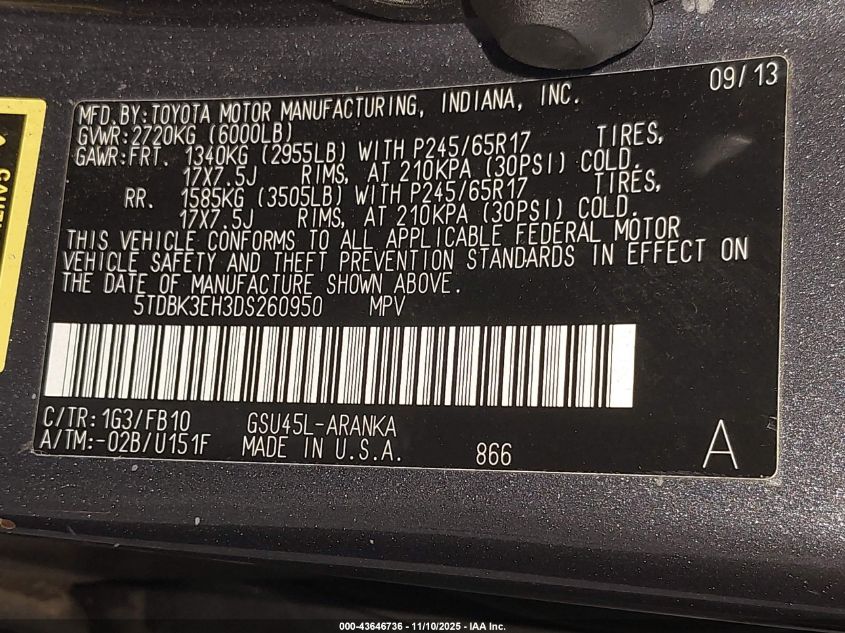 09/13
MFD.BY:TOYOTA MOTOR MANUFACTURING, INDIANA, INC.
GVWR:2720KG (6000LB)
GAWR:FRT. 1340KG (2955LB) WITH P245/65R17 TIRES,
17X7.5J RIMS, AT 210KPA (30PSI) COLD.
RR. 1585KG (3505LB) WITH P245/65R17 TIRES,
17X7.5J RIMS, AT 210KPA (30PSI) COLD.
THIS VEHICLE CONFORMS TO ALL APPLICABLE FEDERAL MOTOR
VEHICLE SAFETY AND THEFT PREVENTION STANDARDS IN EFFECT ON
THE DATE OF MANUFACTURE SHOWN ABOVE.
5TDBK3EH3DS260950 MPV
C/TR:1G3/FB10 GSU45L-ARANKA
A/TM:-02B/U151F MADE IN U.S.A. 866 A
000-43646736 - 11/10/2025 - IAA Inc.